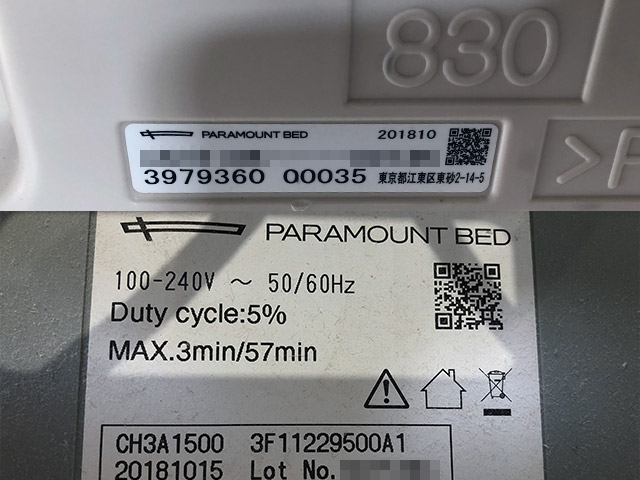 830
PARAMOUNT BED 201810
3979360 00035 東京都江東区東砂2-14-5
>P
PARAMOUNT BED
100-240V ～ 50/60Hz
Duty cycle:5%
MAX.3min/57min
CH3A1500 3F11229500A1
20181015 Lot No.